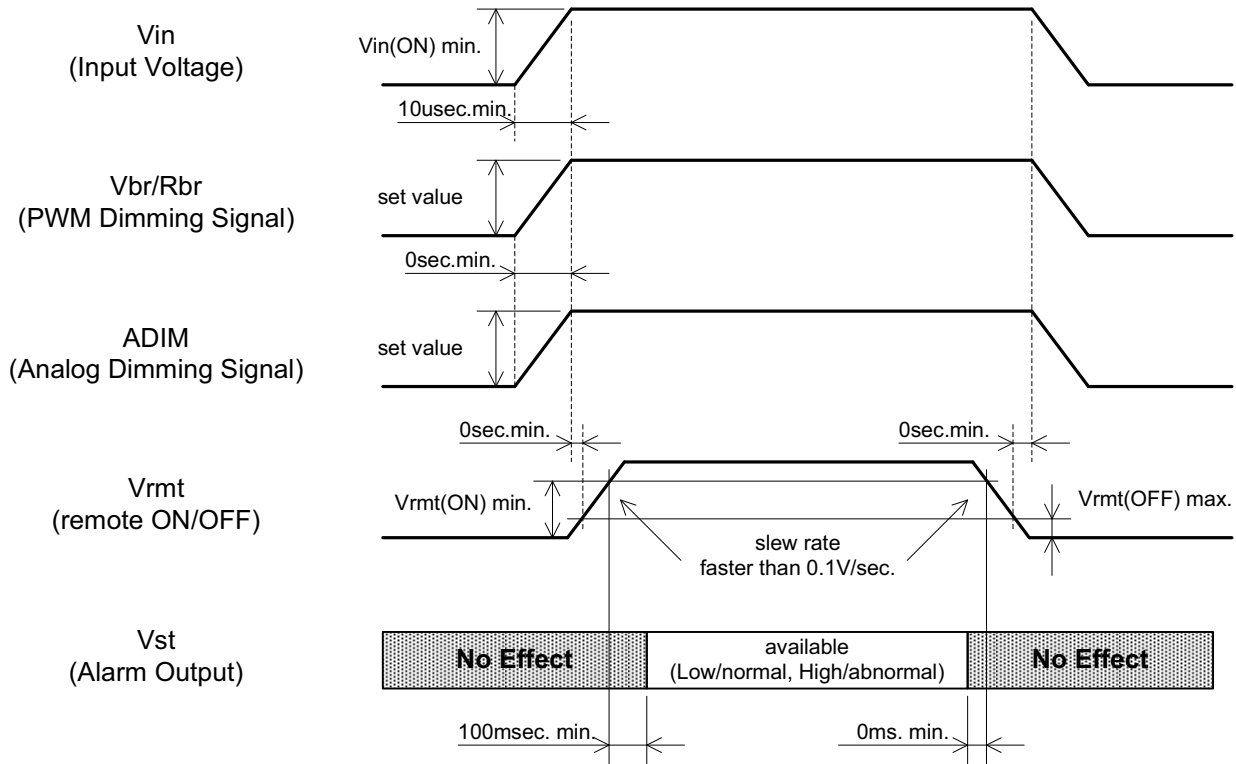 Vin
(Input Voltage)
Vin(ON) min.
10usec.min.
Vbr/Rbr
(PWM Dimming Signal)
set value
0sec.min.
ADIM
(Analog Dimming Signal)
set value
0sec.min.
0sec.min.
Vrmt
(remote ON/OFF)
Vrmt(ON) min.
Vrmt(OFF) max.
slew rate
faster than 0.1V/sec.
Vst
(Alarm Output)
No Effect
available
(Low/normal, High/abnormal)
No Effect
100msec. min.
0ms. min.